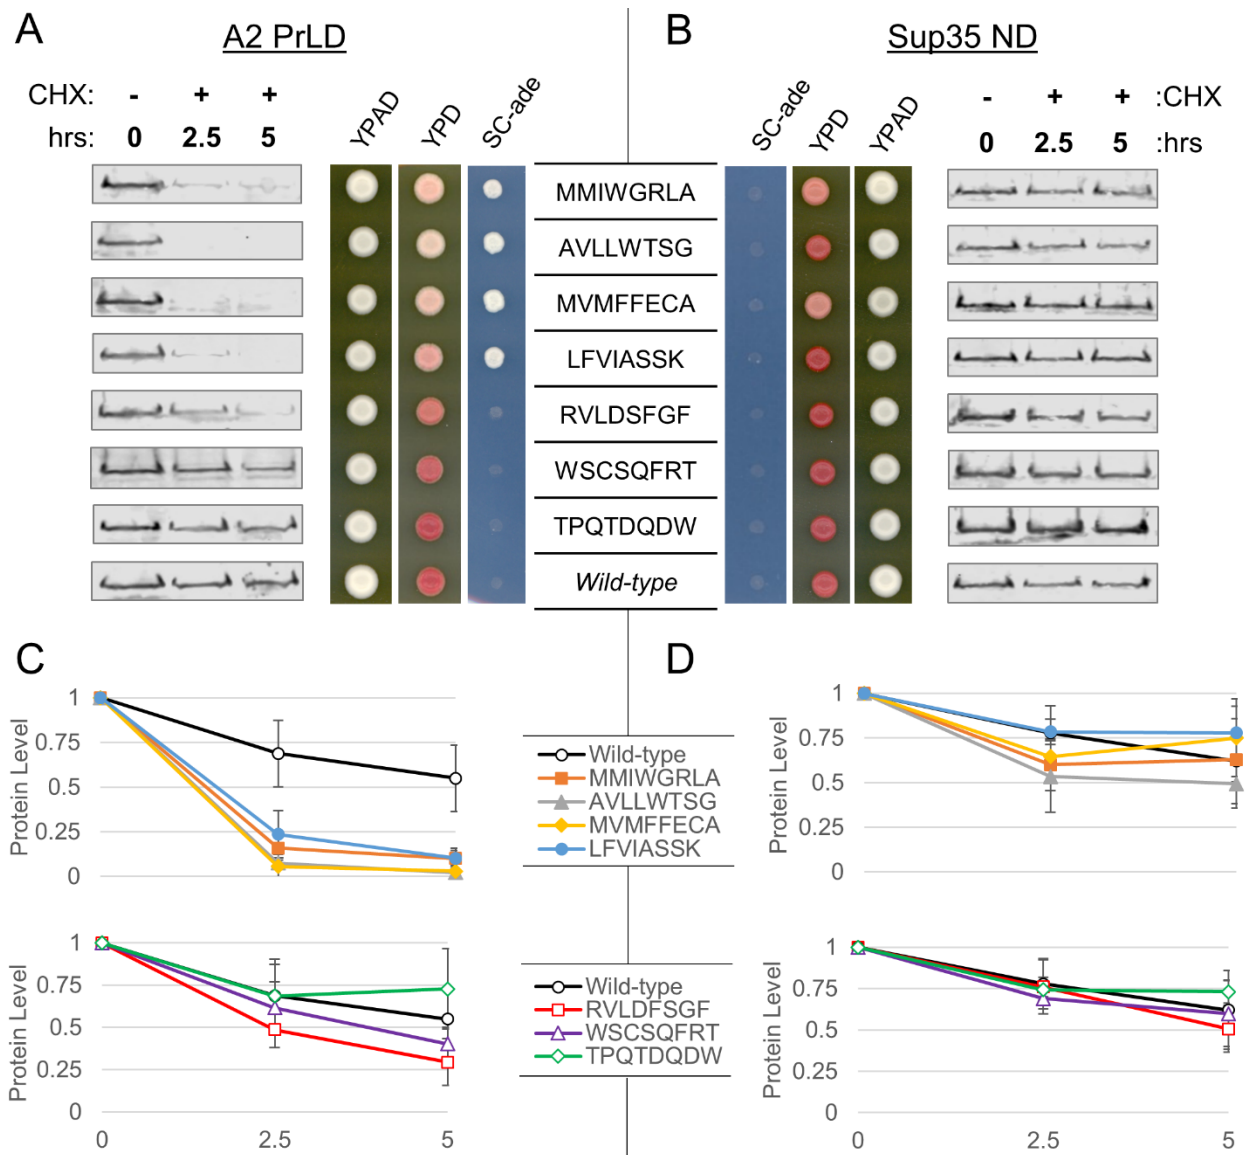 A
A2 PrLD
B
Sup35 ND
CHX: - + +
hrs: 0 2.5 5
YPAD
YPD
SC-ade
SC-ade
YPD
YPAD
- + + :CHX
0 2.5 5 :hrs
MMIWGRLA
AVLLWTSG
MVMFFECA
LFVIASSK
RVLDSFGF
WSCSQFRT
TPQTDQDW
Wild-type
C
Protein Level
1
0.75
0.5
0.25
0
Wild-type
MMIWGRLA
AVLLWTSG
MVMFFECA
LFVIASSK
D
Protein Level
1
0.75
0.5
0.25
0
Protein Level
1
0.75
0.5
0.25
0
0 2.5 5
Wild-type
RVLDFSGF
WSCSQFRT
TPQTDQDW
Protein Level
1
0.75
0.5
0.25
0
0 2.5 5